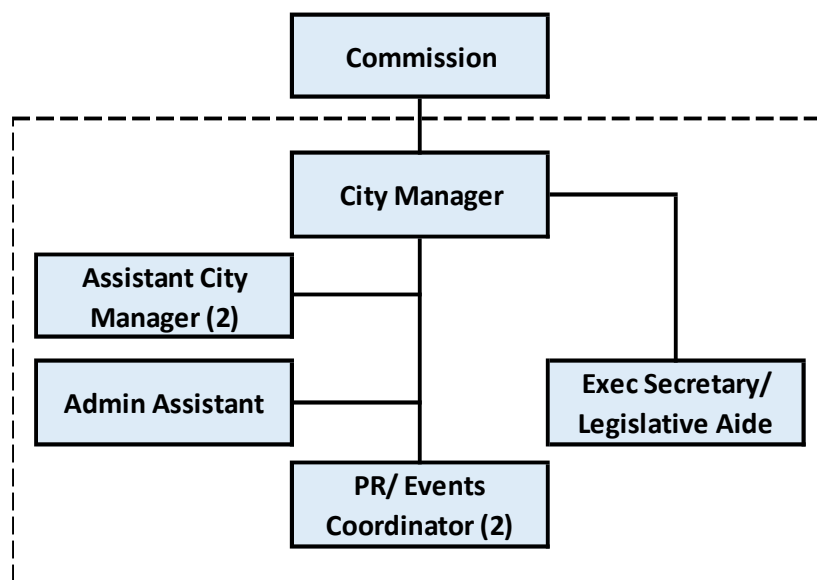 Commission
City Manager
Assistant City
Manager (2)
Admin Assistant
Exec Secretary/
Legislative Aide
PR/ Events
Coordinator (2)